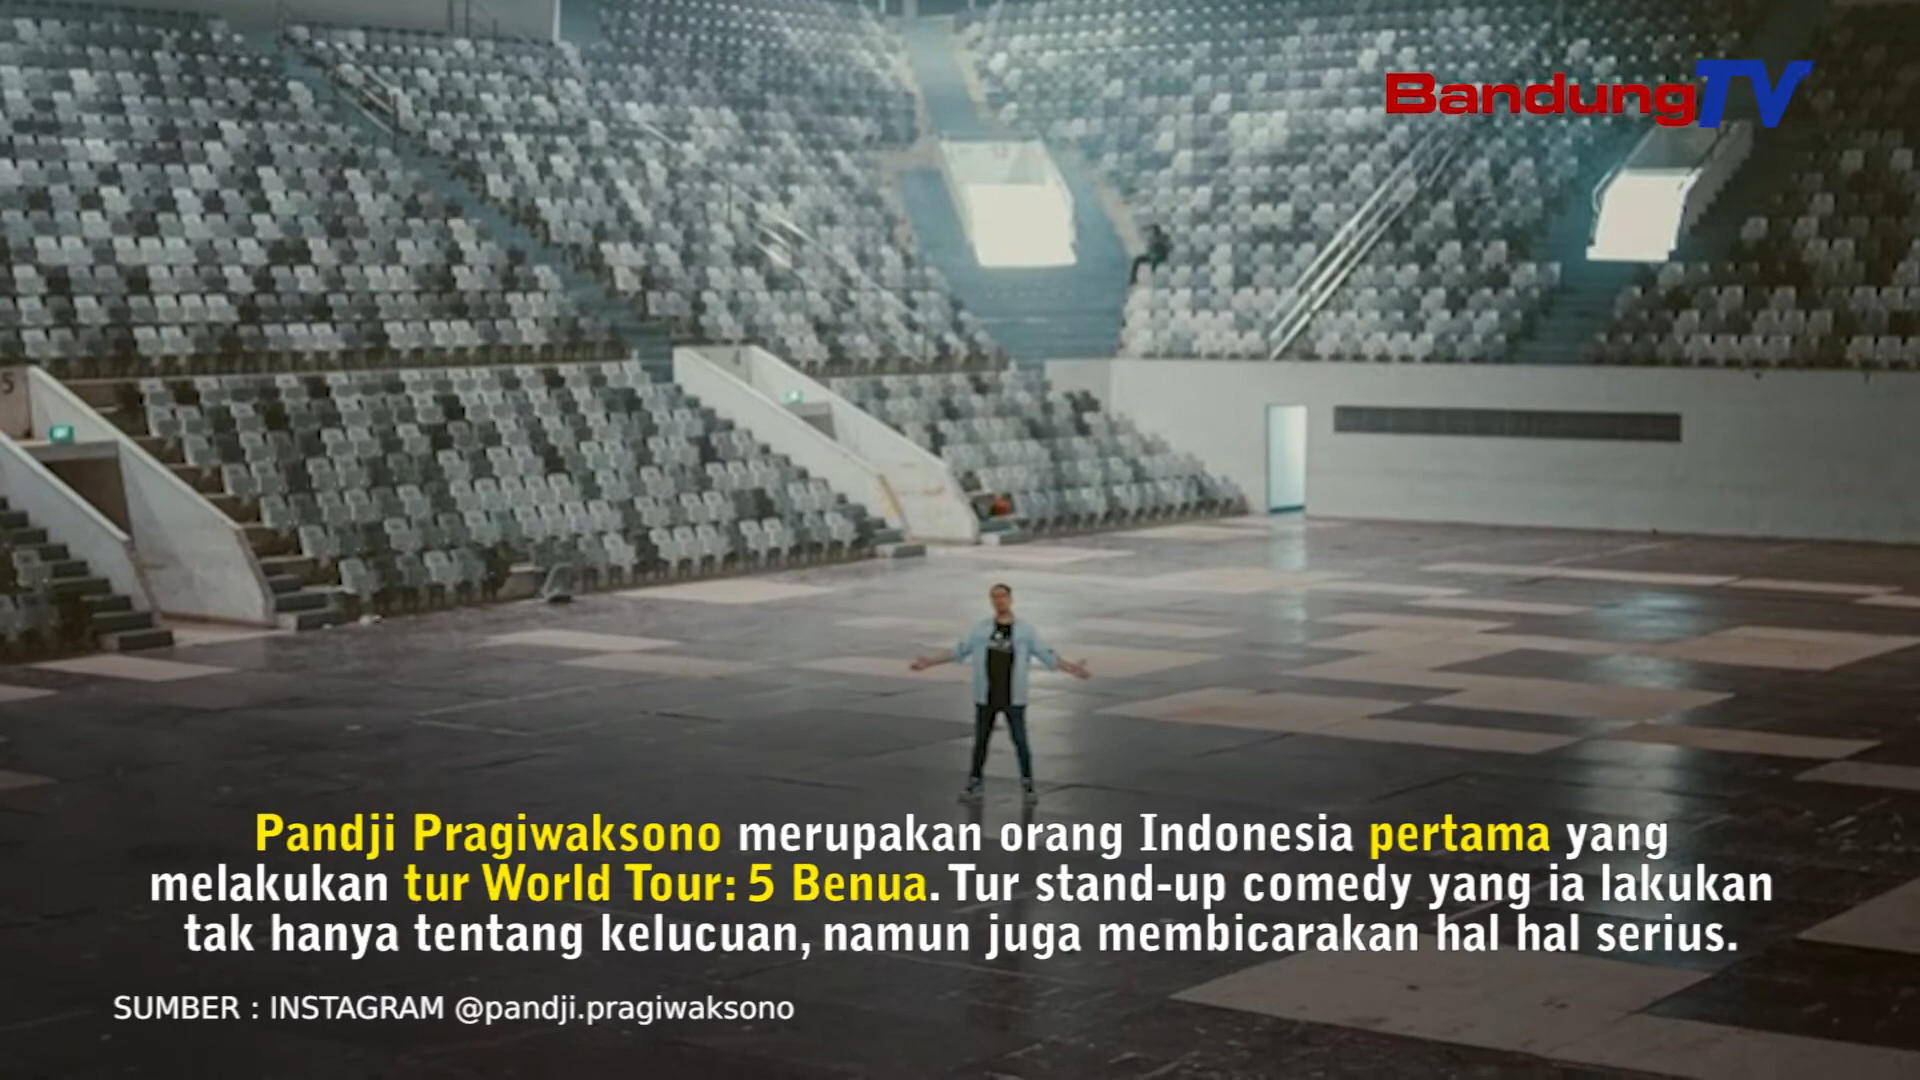 BandungTV
Pandji Pragiwaksono merupakan orang Indonesia pertama yang
melakukan tur World Tour: 5 Benua. Tur stand-up comedy yang ia lakukan
tak hanya tentang kelucuan, namun juga membicarakan hal hal serius.
SUMBER : INSTAGRAM @pandji.pragiwaksono